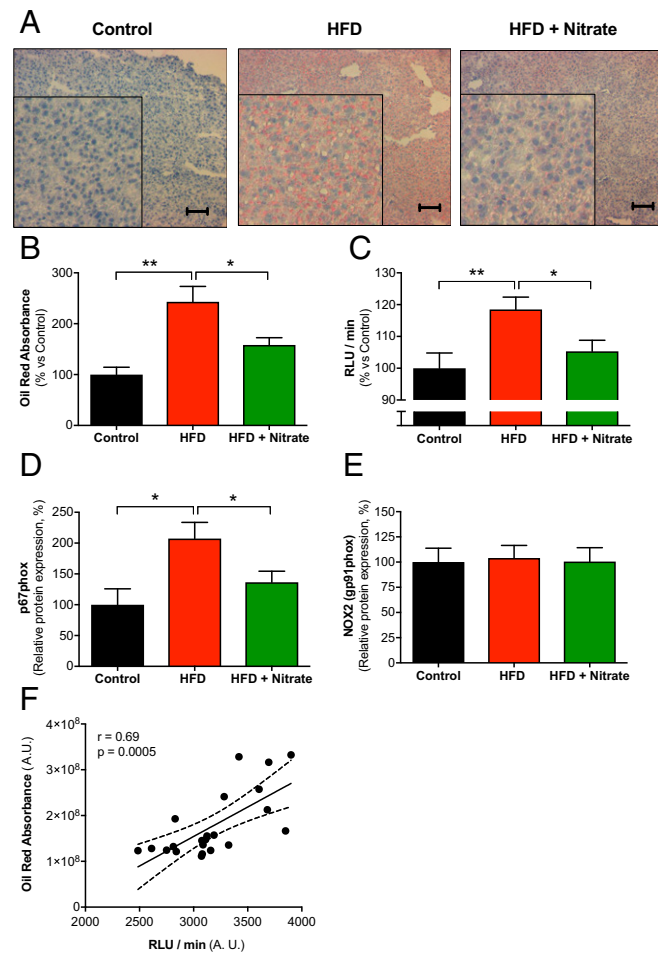 A
Control
HFD
HFD + Nitrate
B
Oil Red Absorbance
(% vs Control)
300
200
100
0
**
*
Control
HFD
HFD + Nitrate
C
RLU / min
(% vs Control)
120
110
100
90
**
*
Control
HFD
HFD + Nitrate
D
p67phox
(Relative protein expression, %)
250
200
150
100
50
0
*
*
Control
HFD
HFD + Nitrate
E
NOX2 (gp91phox)
(Relative protein expression, %)
150
125
100
75
50
25
0
Control
HFD
HFD + Nitrate
F
Oil Red Absorbance (A.U.)
4×10⁸
3×10⁸
2×10⁸
1×10⁸
0
r = 0.69
p = 0.0005
2000
2500
3000
3500
4000
RLU / min (A. U.)